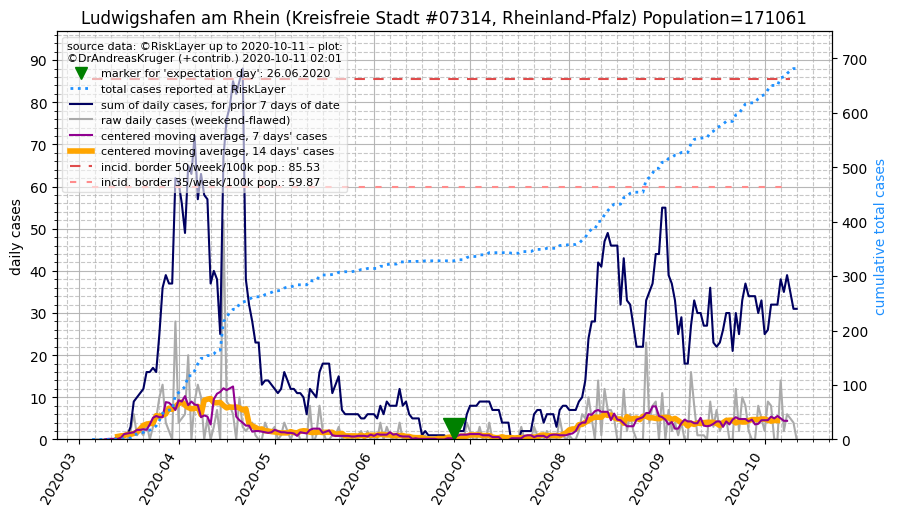 Ludwigshafen am Rhein (Kreisfreie Stadt #07314, Rheinland-Pfalz) Population=171061
source data: ©RiskLayer up to 2020-10-11 – plot:
©DrAndreasKruger (+contrib.) 2020-10-11 02:01
marker for 'expectation day': 26.06.2020
total cases reported at RiskLayer
sum of daily cases, for prior 7 days of date
raw daily cases (weekend-flawed)
centered moving average, 7 days' cases
centered moving average, 14 days' cases
incid. border 50/week/100k pop.: 85.53
incid. border 35/week/100k pop.: 59.87
daily cases
90
80
70
60
50
40
30
20
10
0
cumulative total cases
700
600
500
400
300
200
100
0
2020-03
2020-04
2020-05
2020-06
2020-07
2020-08
2020-09
2020-10